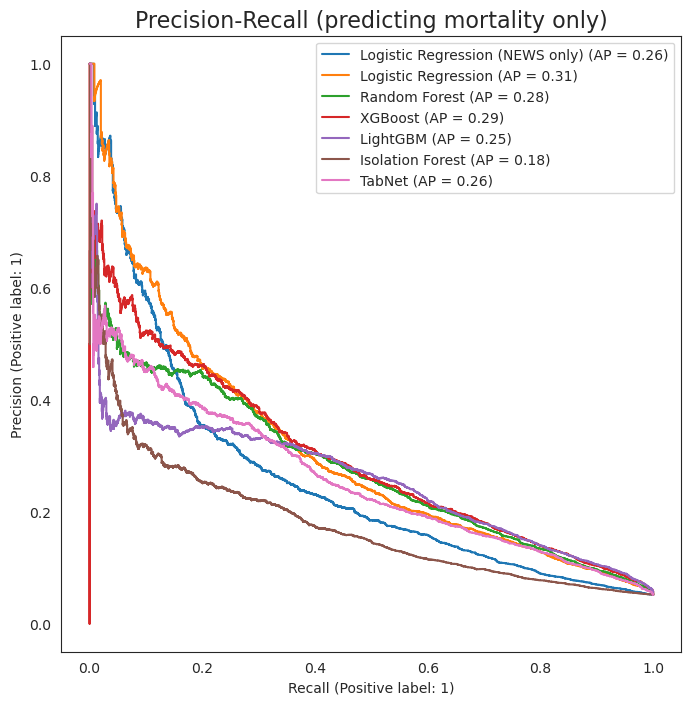 Precision-Recall (predicting mortality only)
Logistic Regression (NEWS only) (AP = 0.26)
Logistic Regression (AP = 0.31)
Random Forest (AP = 0.28)
XGBoost (AP = 0.29)
LightGBM (AP = 0.25)
Isolation Forest (AP = 0.18)
TabNet (AP = 0.26)
1.0
0.8
0.6
0.4
0.2
0.0
Precision (Positive label: 1)
0.0 0.2 0.4 0.6 0.8 1.0
Recall (Positive label: 1)